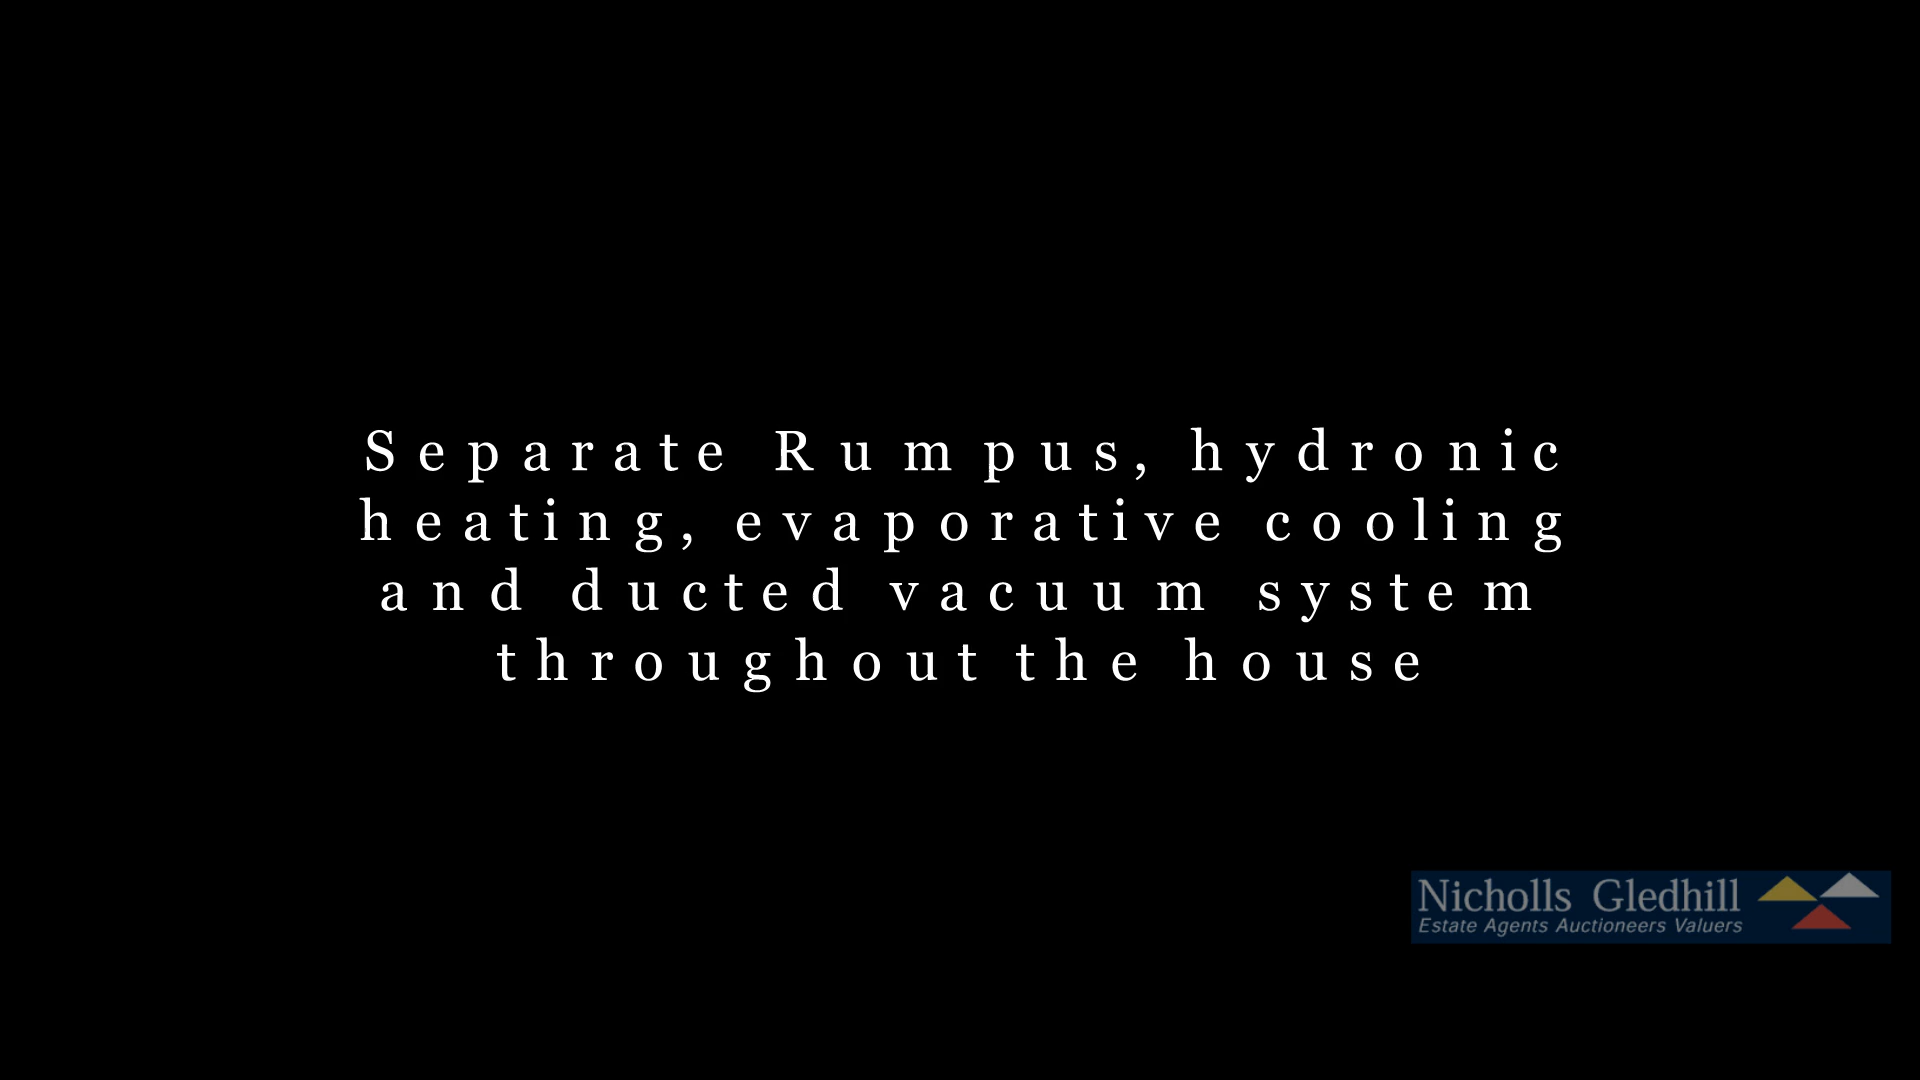 Separate Rumpus, hydronic
heating, evaporative cooling
and ducted vacuum system
throughout the house
Nicholls Gledhill
Estate Agents Auctioneers Valuers